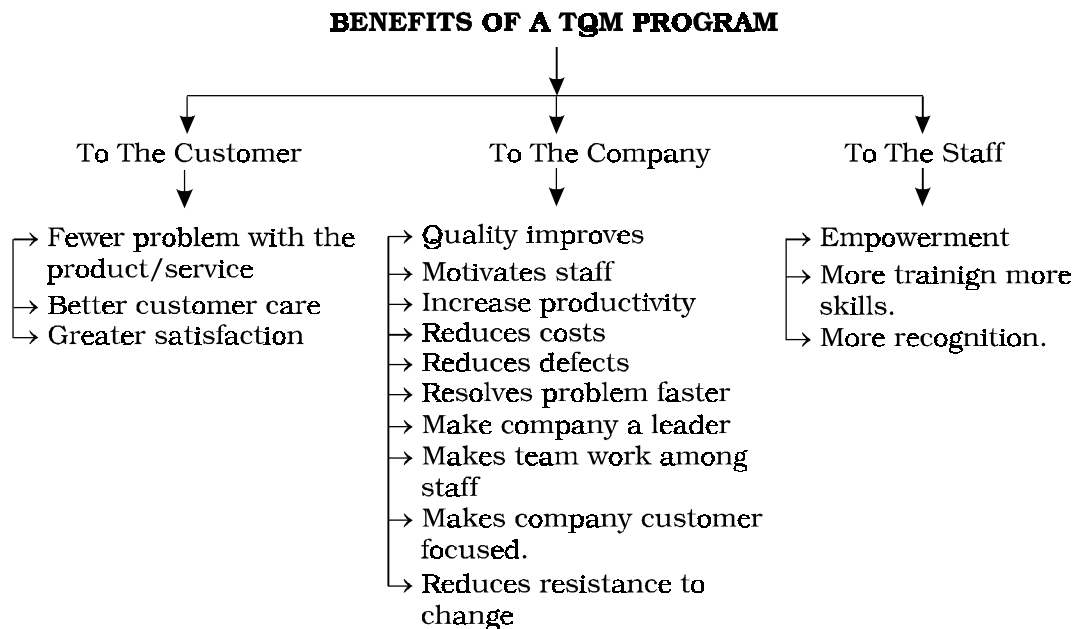 BENEFITS OF A TQM PROGRAM
To The Customer
Fewer problem with the
product/service
Better customer care
Greater satisfaction
To The Company
Quality improves
Motivates staff
Increase productivity
Reduces costs
Reduces defects
Resolves problem faster
Make company a leader
Makes team work among
staff
Makes company customer
focused.
Reduces resistance to
change
To The Staff
Empowerment
More trainign more
skills.
More recognition.